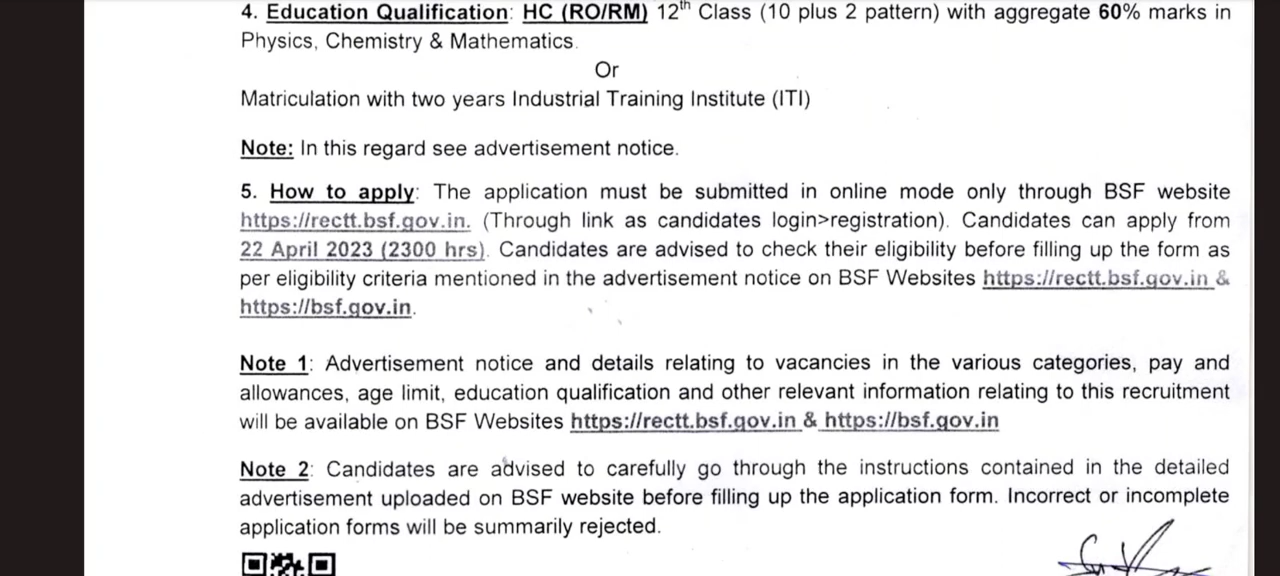 4. Education Qualification: HC (RO/RM) 12th Class (10 plus 2 pattern) with aggregate 60% marks in
Physics, Chemistry & Mathematics.
Or
Matriculation with two years Industrial Training Institute (ITI)
Note: In this regard see advertisement notice.
5. How to apply: The application must be submitted in online mode only through BSF website
https://rectt.bsf.gov.in. (Through link as candidates login>registration). Candidates can apply from
22 April 2023 (2300 hrs). Candidates are advised to check their eligibility before filling up the form as
per eligibility criteria mentioned in the advertisement notice on BSF Websites https://rectt.bsf.gov.in &
https://bsf.gov.in.
Note 1: Advertisement notice and details relating to vacancies in the various categories, pay and
allowances, age limit, education qualification and other relevant information relating to this recruitment
will be available on BSF Websites https://rectt.bsf.gov.in & https://bsf.gov.in
Note 2: Candidates are advised to carefully go through the instructions contained in the detailed
advertisement uploaded on BSF website before filling up the application form. Incorrect or incomplete
application forms will be summarily rejected.